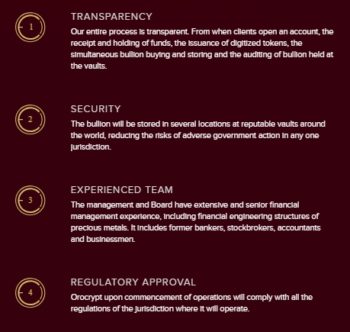 1
TRANSPARENCY
Our entire process is transparent. From when clients open an account, the
receipt and holding of funds, the issuance of digitized tokens, the
simultaneous bullion buying and storing and the auditing of bullion held at
the vaults.
2
SECURITY
The bullion will be stored in several locations at reputable vaults around
the world, reducing the risks of adverse government action in any one
jurisdiction.
3
EXPERIENCED TEAM
The management and Board have extensive and senior financial
management experience, including financial engineering structures of
precious metals. It includes former bankers, stockbrokers, accountants
and businessmen.
4
REGULATORY APPROVAL
Orocrypt upon commencement of operations will comply with all the
regulations of the jurisdiction where it will operate.